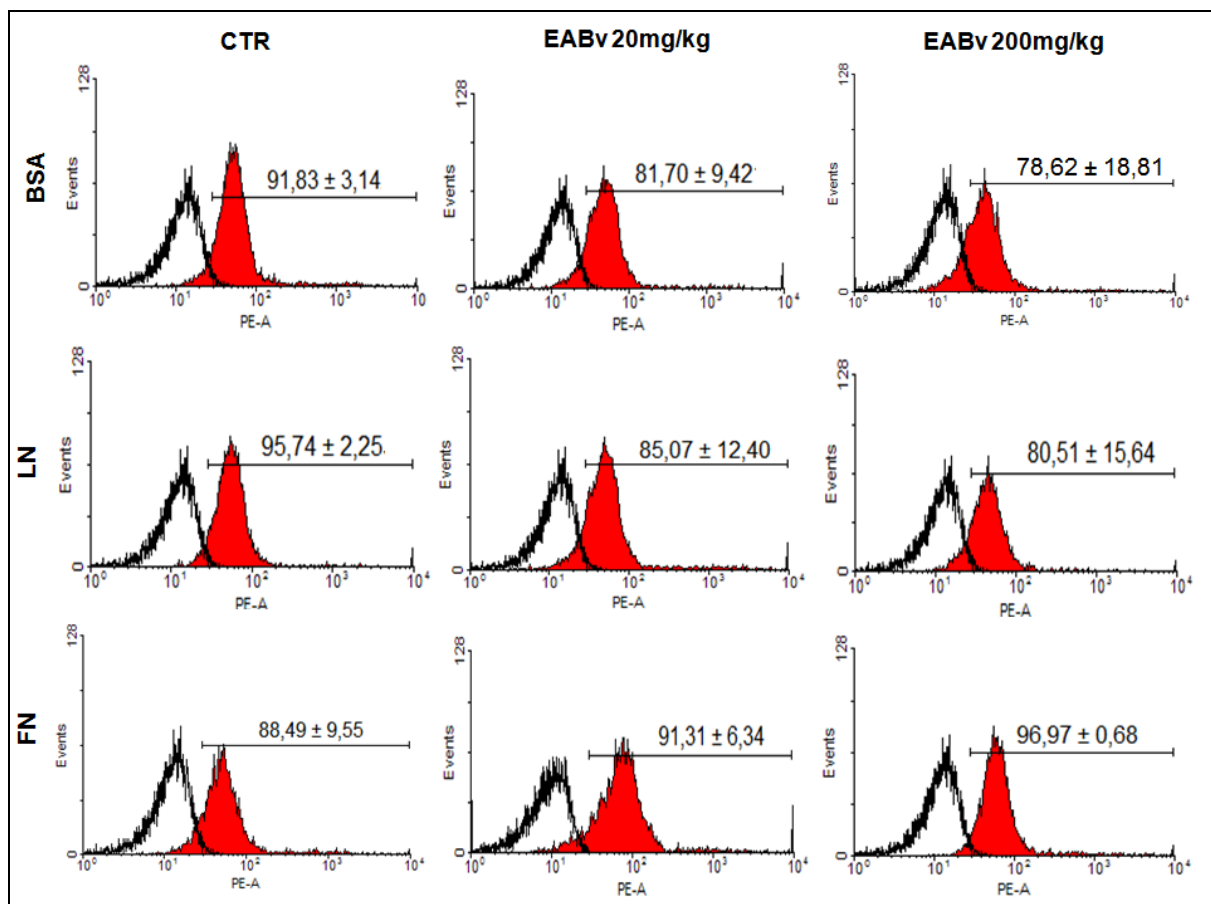 CTR EABv 20mg/kg EABv 200mg/kg
BSA
128
Events
0
91,83 ± 3,14
10⁰ 10¹ 10² 10³ 10
PE-A
128
Events
0
81,70 ± 9,42
10⁰ 10¹ 10² 10³ 10⁴
PE-A
128
Events
0
78,62 ± 18,81
10⁰ 10¹ 10² 10³ 10⁴
PE-A
LN
128
Events
0
95,74 ± 2,25
10⁰ 10¹ 10² 10³ 10⁴
PE-A
128
Events
0
85,07 ± 12,40
10⁰ 10¹ 10² 10³ 10⁴
PE-A
128
Events
0
80,51 ± 15,64
10⁰ 10¹ 10² 10³ 10⁴
PE-A
FN
128
Events
0
88,49 ± 9,55
10⁰ 10¹ 10² 10³ 10⁴
PE-A
128
Events
0
91,31 ± 6,34
10⁰ 10¹ 10² 10³ 10⁴
PE-A
128
Events
0
96,97 ± 0,68
10⁰ 10¹ 10² 10³ 10⁴
PE-A